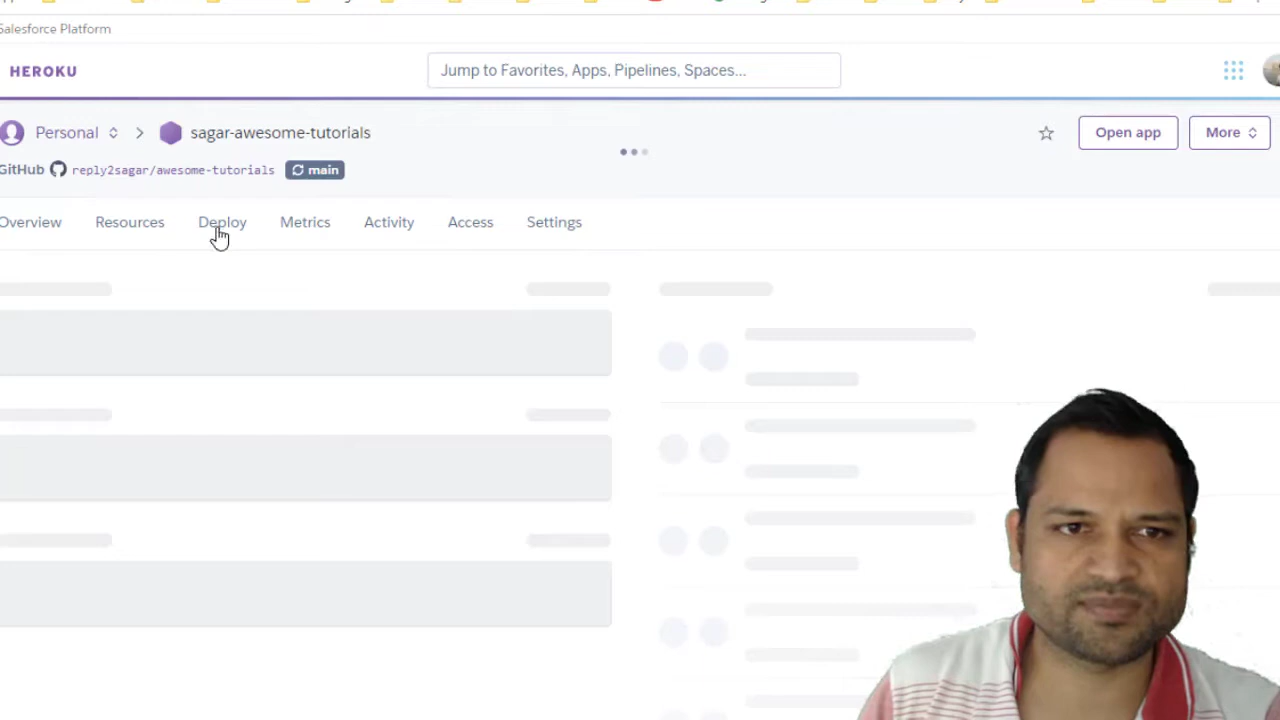 Salesforce Platform
HEROKU
Jump to Favorites, Apps, Pipelines, Spaces...
Personal
sagar-awesome-tutorials
Open app
More
GitHub reply2sagar/awesome-tutorials main
Overview Resources Deploy Metrics Activity Access Settings